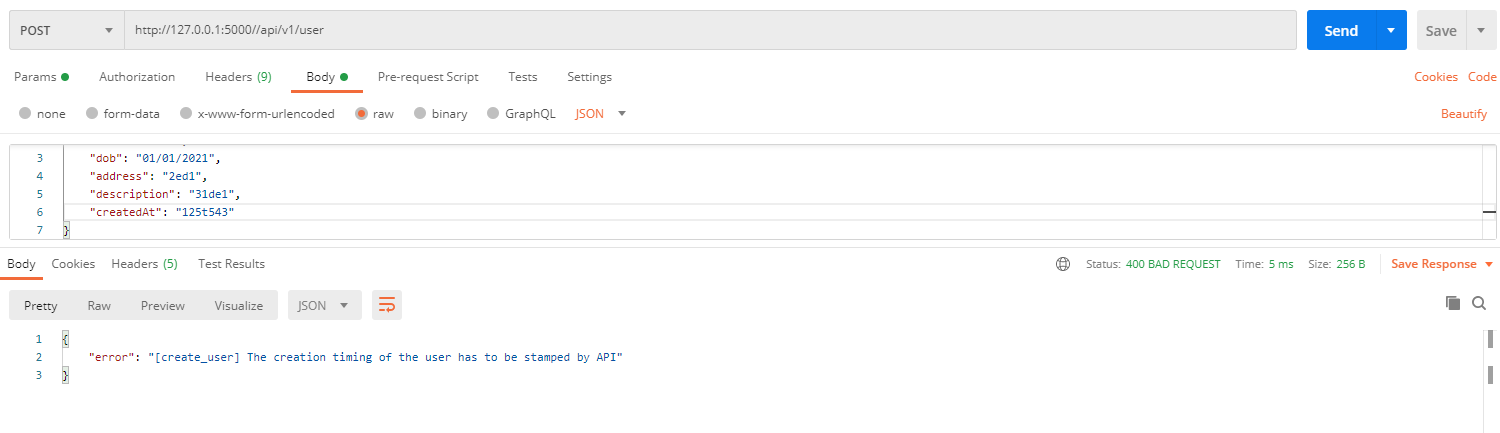 POST http://127.0.0.1:5000//api/v1/user Send Save
Params Authorization Headers (9) Body Pre-request Script Tests Settings Cookies Code
none form-data x-www-form-urlencoded raw binary GraphQL JSON Beautify
3 "dob": "01/01/2021",
4 "address": "2ed1",
5 "description": "31de1",
6 "createdAt": "125t543"
7 }
Body Cookies Headers (5) Test Results Status: 400 BAD REQUEST Time: 5 ms Size: 256 B Save Response
Pretty Raw Preview Visualize JSON
1 {
2 "error": "[create_user] The creation timing of the user has to be stamped by API"
3 }